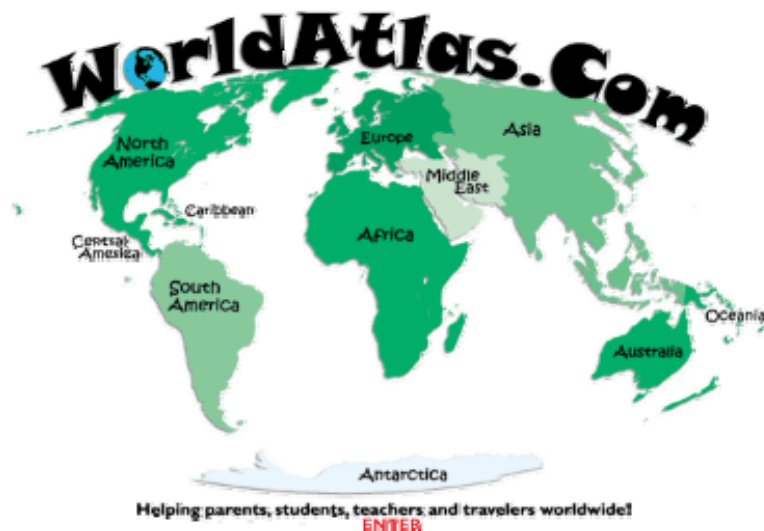 WorldAtlas.Com
North
America
Europe
Asia
Middle
East
Caribbean
Central
America
Africa
South
America
Oceania
Australia
Antarctica
Helping parents, students, teachers and travelers worldwide!
ENTER